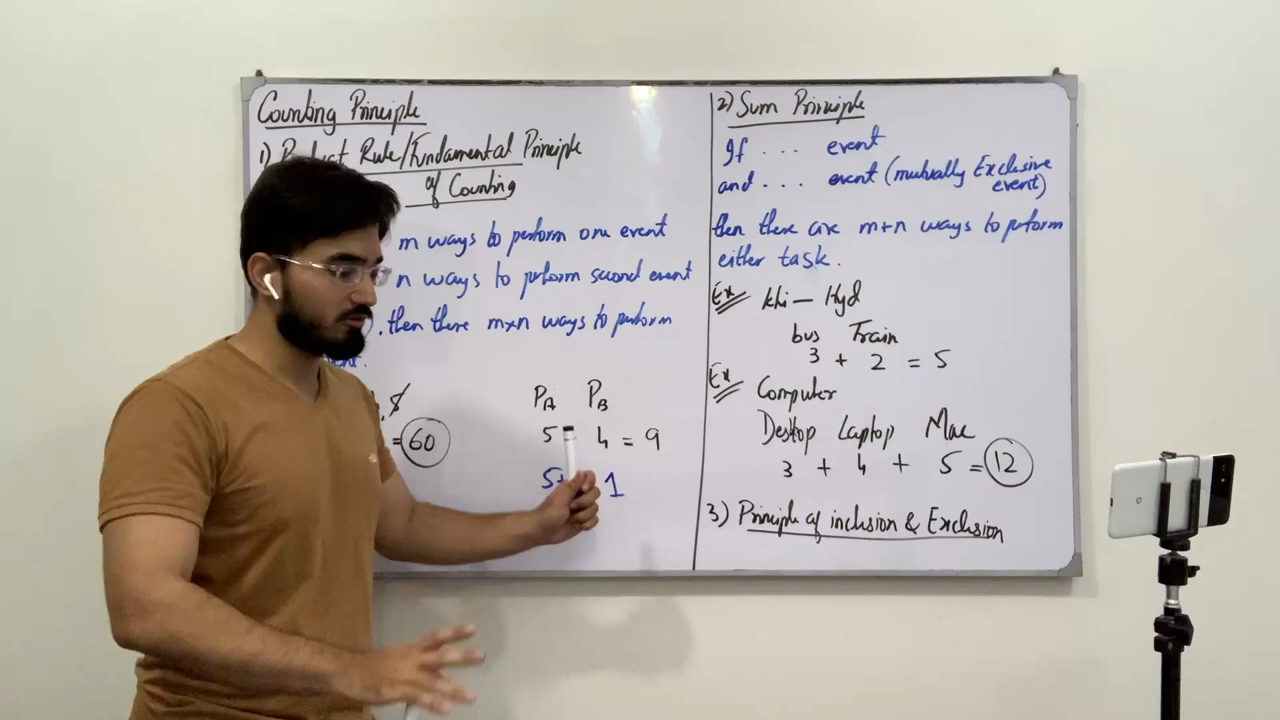 Counting Principle
1) Product Rule/Fundamental Principle
of Counting
m ways to perform one event
n ways to perform second event
. then there m×n ways to perform
= 60
PA PB
5 4 = 9
5+ 1
2) Sum Principle
If . . . event
and . . . event (mutually Exclusive
event)
then there are m+n ways to perform
either task.
Ex Khi — Hyd
bus Train
3 + 2 = 5
Ex Computer
Desktop Laptop Mac
3 + 4 + 5 = 12
3) Principle of inclusion & Exclusion